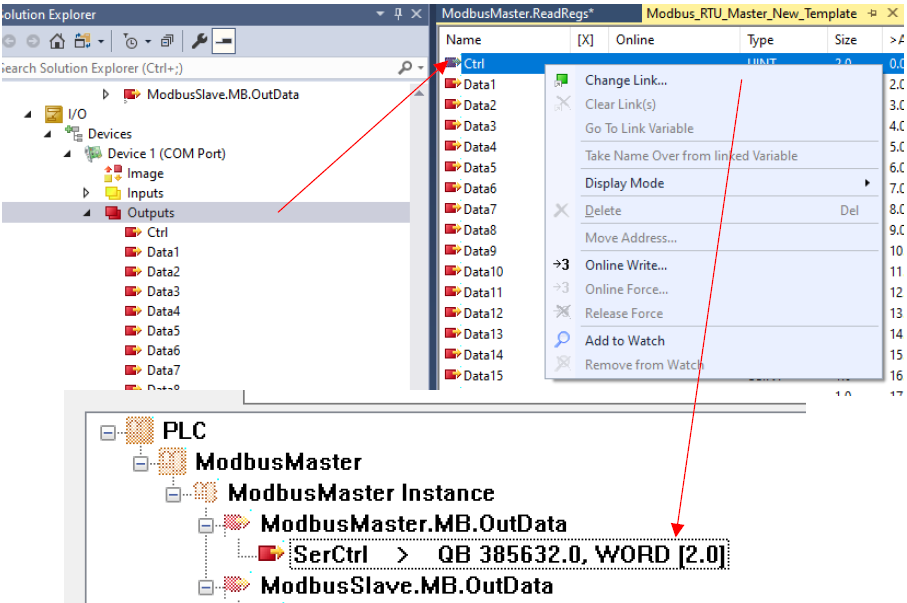 Solution Explorer
Search Solution Explorer (Ctrl+;)
ModbusSlave.MB.OutData
I/O
Devices
Device 1 (COM Port)
Image
Inputs
Outputs
Ctrl
Data1
Data2
Data3
Data4
Data5
Data6
Data7
Data8
ModbusMaster.ReadRegs*
Modbus_RTU_Master_New_Template
Name [X] Online Type Size >A
Ctrl UINT 2.0 0.0
Data1 2.0
Data2 3.0
Data3 4.0
Data4 5.0
Data5 6.0
Data6 7.0
Data7 8.0
Data8 9.0
Data9 10
Data10 11
Data11 12
Data12 13
Data13 14
Data14 15
Data15 16
1.0 17
Change Link...
Clear Link(s)
Go To Link Variable
Take Name Over from linked Variable
Display Mode
Delete Del
Move Address...
→3 Online Write...
→3 Online Force...
Release Force
Add to Watch
Remove from Watch
PLC
ModbusMaster
ModbusMaster Instance
ModbusMaster.MB.OutData
SerCtrl > QB 385632.0, WORD [2.0]
ModbusSlave.MB.OutData